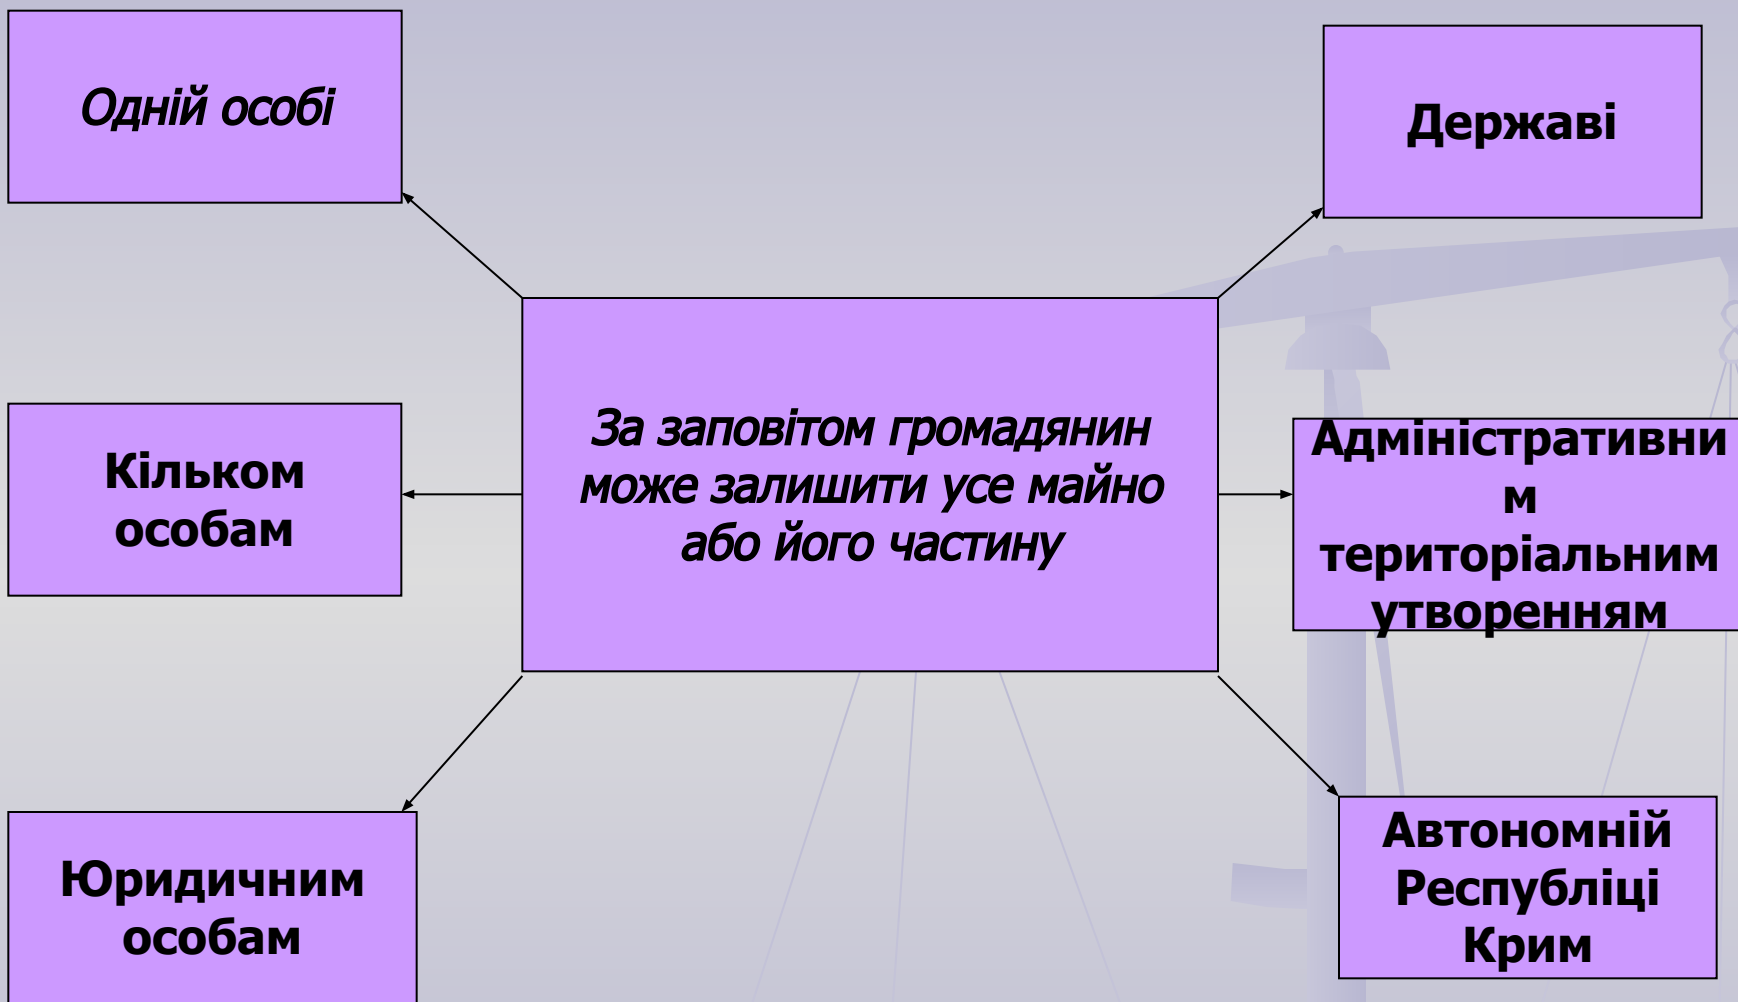 Одній особі
Державі
За заповітом громадянин
може залишити усе майно
або його частину
Кільком
особам
Адміністративни
м
територіальним
утворенням
Юридичним
особам
Автономній
Республіці
Крим